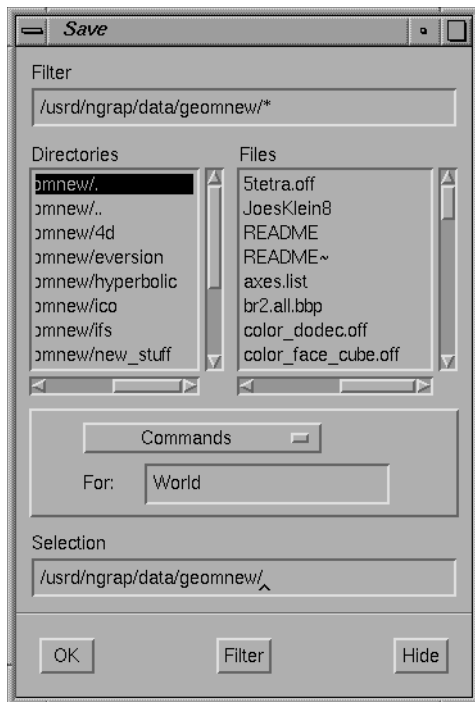 Save
Filter
/usrd/ngrap/data/geomnew/*
Directories
omnew/.
omnew/..
omnew/4d
omnew/eversion
omnew/hyperbolic
omnew/ico
omnew/ifs
omnew/new_stuff
Files
5tetra.off
JoesKlein8
README
README~
axes.list
br2.all.bbp
color_dodec.off
color_face_cube.off
Commands
For:
World
Selection
/usrd/ngrap/data/geomnew/
OK
Filter
Hide